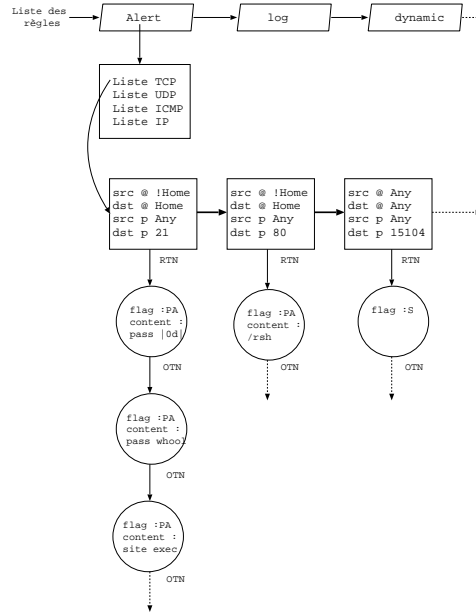 Liste des
règles
Alert
log
dynamic
Liste TCP
Liste UDP
Liste ICMP
Liste IP
src @ !Home
dst @ Home
src p Any
dst p 21
src @ !Home
dst @ Home
src p Any
dst p 80
src @ Any
dst @ Any
src p Any
dst p 15104
RTN
RTN
RTN
flag :PA
content :
pass |0d|
flag :PA
content :
/rsh
flag :S
OTN
OTN
OTN
flag :PA
content :
pass whool
OTN
flag :PA
content :
site exec
OTN